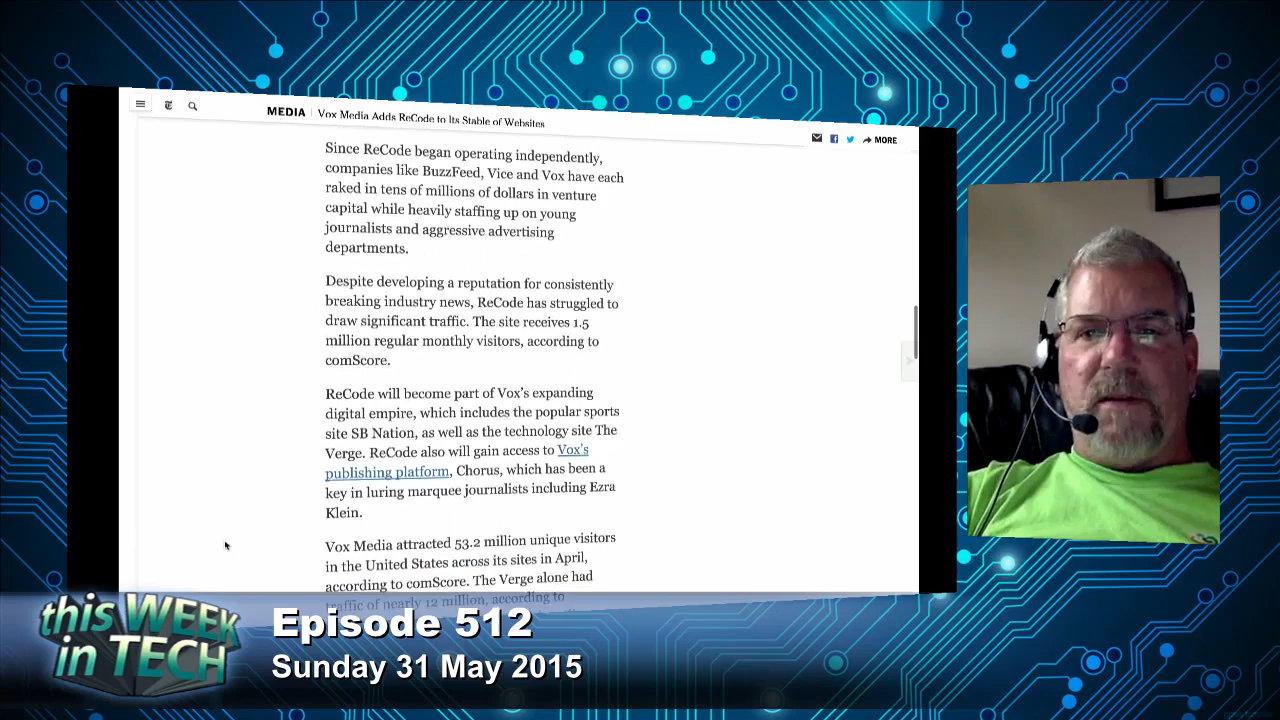 MEDIA | Vox Media Adds ReCode to Its Stable of Websites
MORE
Since ReCode began operating independently,
companies like BuzzFeed, Vice and Vox have each
raked in tens of millions of dollars in venture
capital while heavily staffing up on young
journalists and aggressive advertising
departments.
Despite developing a reputation for consistently
breaking industry news, ReCode has struggled to
draw significant traffic. The site receives 1.5
million regular monthly visitors, according to
comScore.
ReCode will become part of Vox's expanding
digital empire, which includes the popular sports
site SB Nation, as well as the technology site The
Verge. ReCode also will gain access to Vox's
publishing platform, Chorus, which has been a
key in luring marquee journalists including Ezra
Klein.
Vox Media attracted 53.2 million unique visitors
in the United States across its sites in April,
according to comScore. The Verge alone had
traffic of nearly 12 million, according to
this WEEK
in TECH
Episode 512
Sunday 31 May 2015